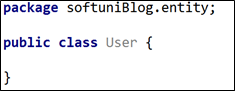 package softuniBlog.entity;
public class User {
}